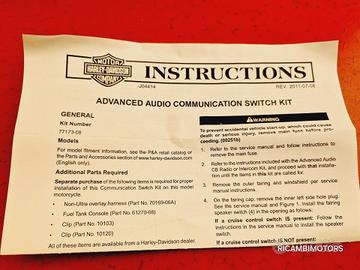 MOTOR
HARLEY-DAVIDSON
COMPANY
INSTRUCTIONS
-J04414
REV. 2011-07-08
ADVANCED AUDIO COMMUNICATION SWITCH KIT
GENERAL
Kit Number
77173-08
Models
For model fitment information, see the P&A retail catalog or
the Parts and Accessories section of www.harley-davidson.com
(English only).
Additional Parts Required
Separate purchase of the following items is required for proper
installation of this Communication Switch Kit on this model
motorcycle.
• Non-Ultra overlay harness (Part No. 70169-06A)
• Fuel Tank Console (Part No. 61270-08)
• Clip (Part No. 10103)
• Clip (Part No. 10120)
All of these items are available from a Harley-Davidson dealer.
WARNING
To prevent accidental vehicle start-up, which could cause
death or serious injury, remove main fuse before pro-
ceeding. (00251b)
1. Refer to the service manual and follow instructions to
remove the main fuse.
2. Refer to the instructions included with the Advanced Audio
CB Radio or Intercom Kit, and proceed with that installa-
tion until the items in this kit are called for.
3. Remove the outer fairing and windshield per service
manual instructions.
4. On the fairing cap, remove the inner left side hole plug.
See the service manual and Figure 1. Install the fairing
speaker switch (4) in the opening as follows.
If a cruise control switch IS present: Follow the
instructions in the service manual to install the speaker
switch.
If a cruise control switch IS NOT present:
RICAMBIMOTORS